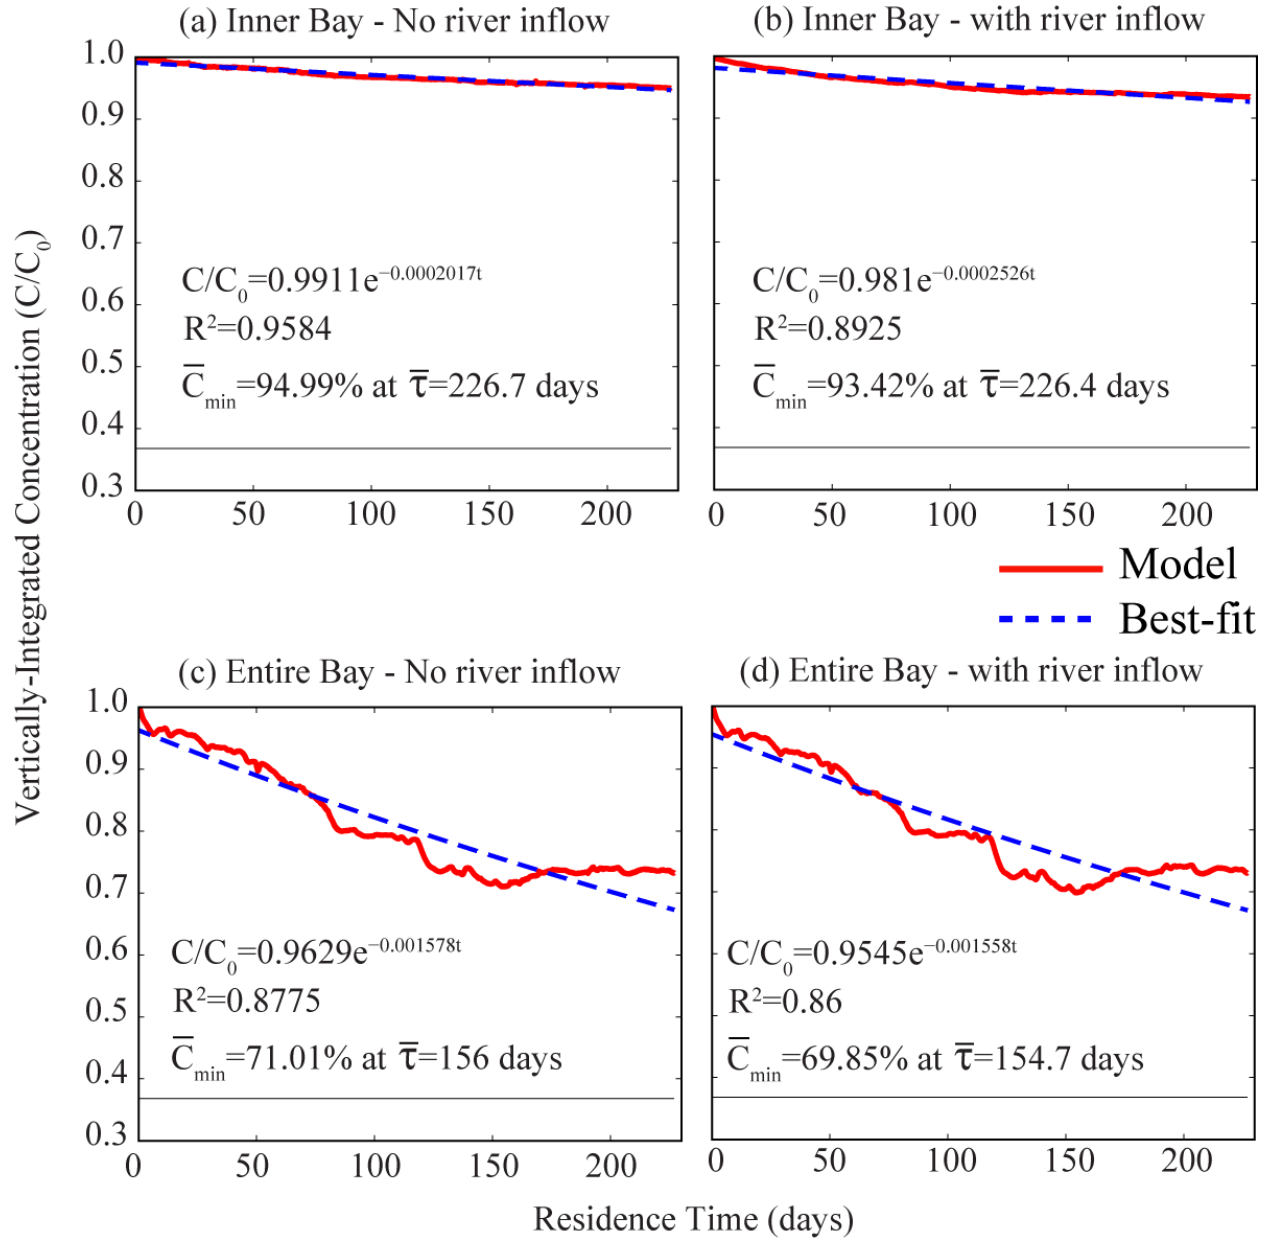 (a) Inner Bay - No river inflow
(b) Inner Bay - with river inflow
Vertically-Integrated Concentration (C/C₀)
1.0
0.9
0.8
0.7
0.6
0.5
0.4
0.3
C/C₀=0.9911e⁻⁰·⁰⁰⁰²⁰¹⁷ᵗ
R²=0.9584
C̅min=94.99% at τ̅=226.7 days
0 50 100 150 200
C/C₀=0.981e⁻⁰·⁰⁰⁰²⁵²⁶ᵗ
R²=0.8925
C̅min=93.42% at τ̅=226.4 days
0 50 100 150 200
Model
Best-fit
(c) Entire Bay - No river inflow
(d) Entire Bay - with river inflow
1.0
0.9
0.8
0.7
0.6
0.5
0.4
0.3
C/C₀=0.9629e⁻⁰·⁰⁰¹⁵⁷⁸ᵗ
R²=0.8775
C̅min=71.01% at τ̅=156 days
0 50 100 150 200
C/C₀=0.9545e⁻⁰·⁰⁰¹⁵⁵⁸ᵗ
R²=0.86
C̅min=69.85% at τ̅=154.7 days
0 50 100 150 200
Residence Time (days)